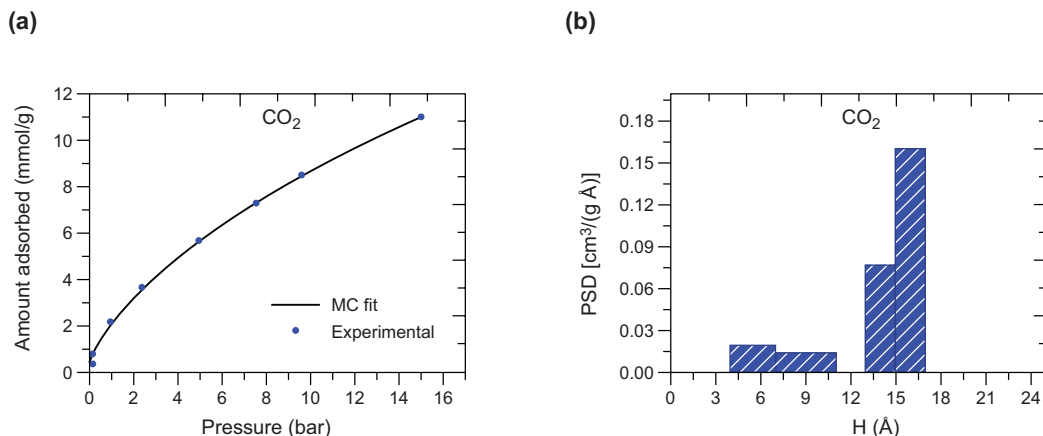 (a)
(b)
CO2
12
10
8
6
4
2
0
Amount adsorbed (mmol/g)
MC fit
Experimental
0 2 4 6 8 10 12 14 16
Pressure (bar)
CO2
0.18
0.15
0.12
0.09
0.06
0.03
0.00
PSD [cm3/(g Å)]
0 3 6 9 12 15 18 21 24
H (Å)